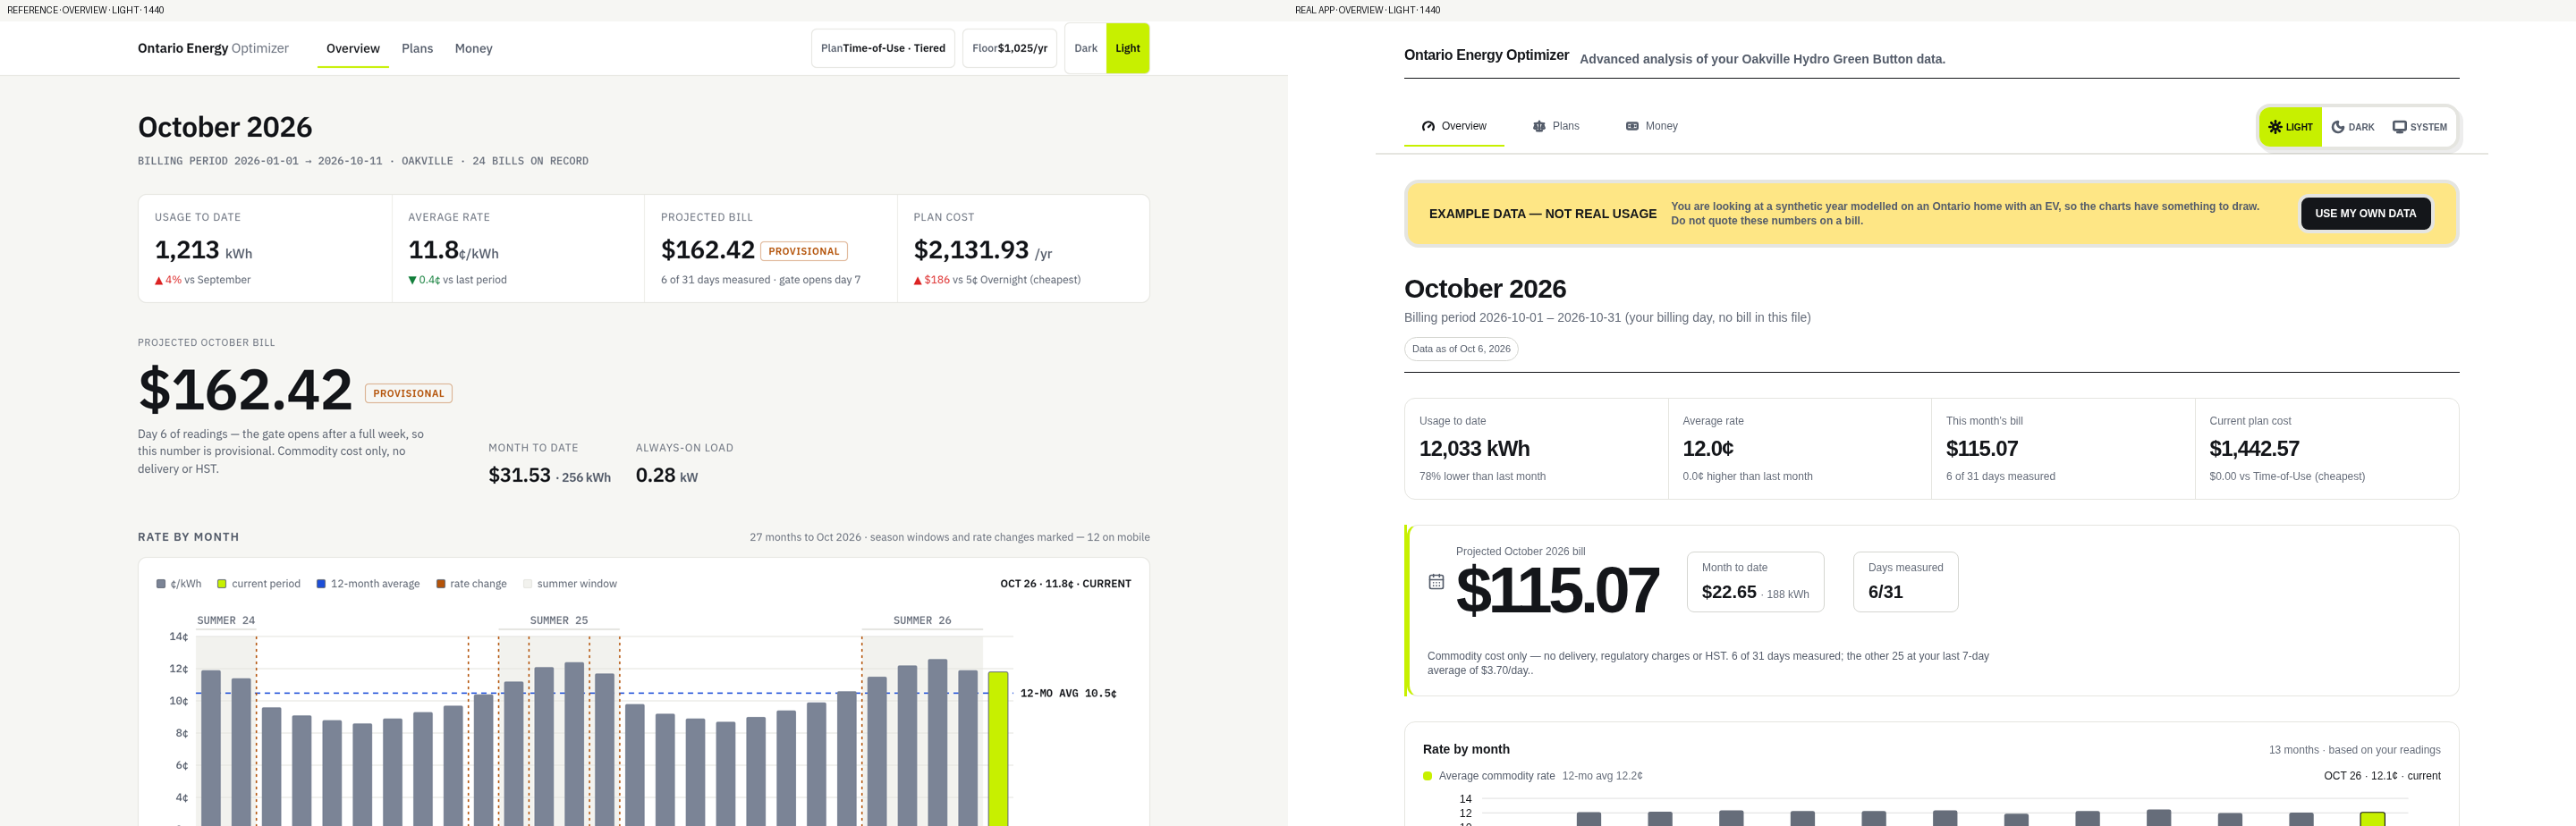 REFERENCE·OVERVIEW·LIGHT·1440
Ontario Energy Optimizer Overview Plans Money PlanTime-of-Use · Tiered Floor$1,025/yr Dark Light
October 2026
BILLING PERIOD 2026-01-01 → 2026-10-11 · OAKVILLE · 24 BILLS ON RECORD
USAGE TO DATE AVERAGE RATE PROJECTED BILL PLAN COST
1,213 kWh 11.8¢/kWh $162.42 PROVISIONAL $2,131.93 /yr
▲ 4% vs September ▼ 0.4¢ vs last period 6 of 31 days measured · gate opens day 7 ▲ $186 vs 5¢ Overnight (cheapest)
PROJECTED OCTOBER BILL
$162.42 PROVISIONAL
Day 6 of readings — the gate opens after a full week, so
this number is provisional. Commodity cost only, no
delivery or HST.
MONTH TO DATE ALWAYS-ON LOAD
$31.53 · 256 kWh 0.28 kW
RATE BY MONTH 27 months to Oct 2026 · season windows and rate changes marked — 12 on mobile
¢/kWh current period 12-month average rate change summer window OCT 26 · 11.8¢ · CURRENT
SUMMER 24 SUMMER 25 SUMMER 26
14¢
12¢
10¢ 12-MO AVG 10.5¢
8¢
6¢
4¢
REAL APP·OVERVIEW·LIGHT·1440
Ontario Energy Optimizer Advanced analysis of your Oakville Hydro Green Button data.
Overview Plans Money LIGHT DARK SYSTEM
EXAMPLE DATA — NOT REAL USAGE You are looking at a synthetic year modelled on an Ontario home with an EV, so the charts have something to draw.
Do not quote these numbers on a bill.
USE MY OWN DATA
October 2026
Billing period 2026-10-01 – 2026-10-31 (your billing day, no bill in this file)
Data as of Oct 6, 2026
Usage to date Average rate This month's bill Current plan cost
12,033 kWh 12.0¢ $115.07 $1,442.57
78% lower than last month 0.0¢ higher than last month 6 of 31 days measured $0.00 vs Time-of-Use (cheapest)
Projected October 2026 bill
$115.07
Month to date Days measured
$22.65 · 188 kWh 6/31
Commodity cost only — no delivery, regulatory charges or HST. 6 of 31 days measured; the other 25 at your last 7-day
average of $3.70/day..
Rate by month 13 months · based on your readings
Average commodity rate 12-mo avg 12.2¢ OCT 26 · 12.1¢ · current
14
12